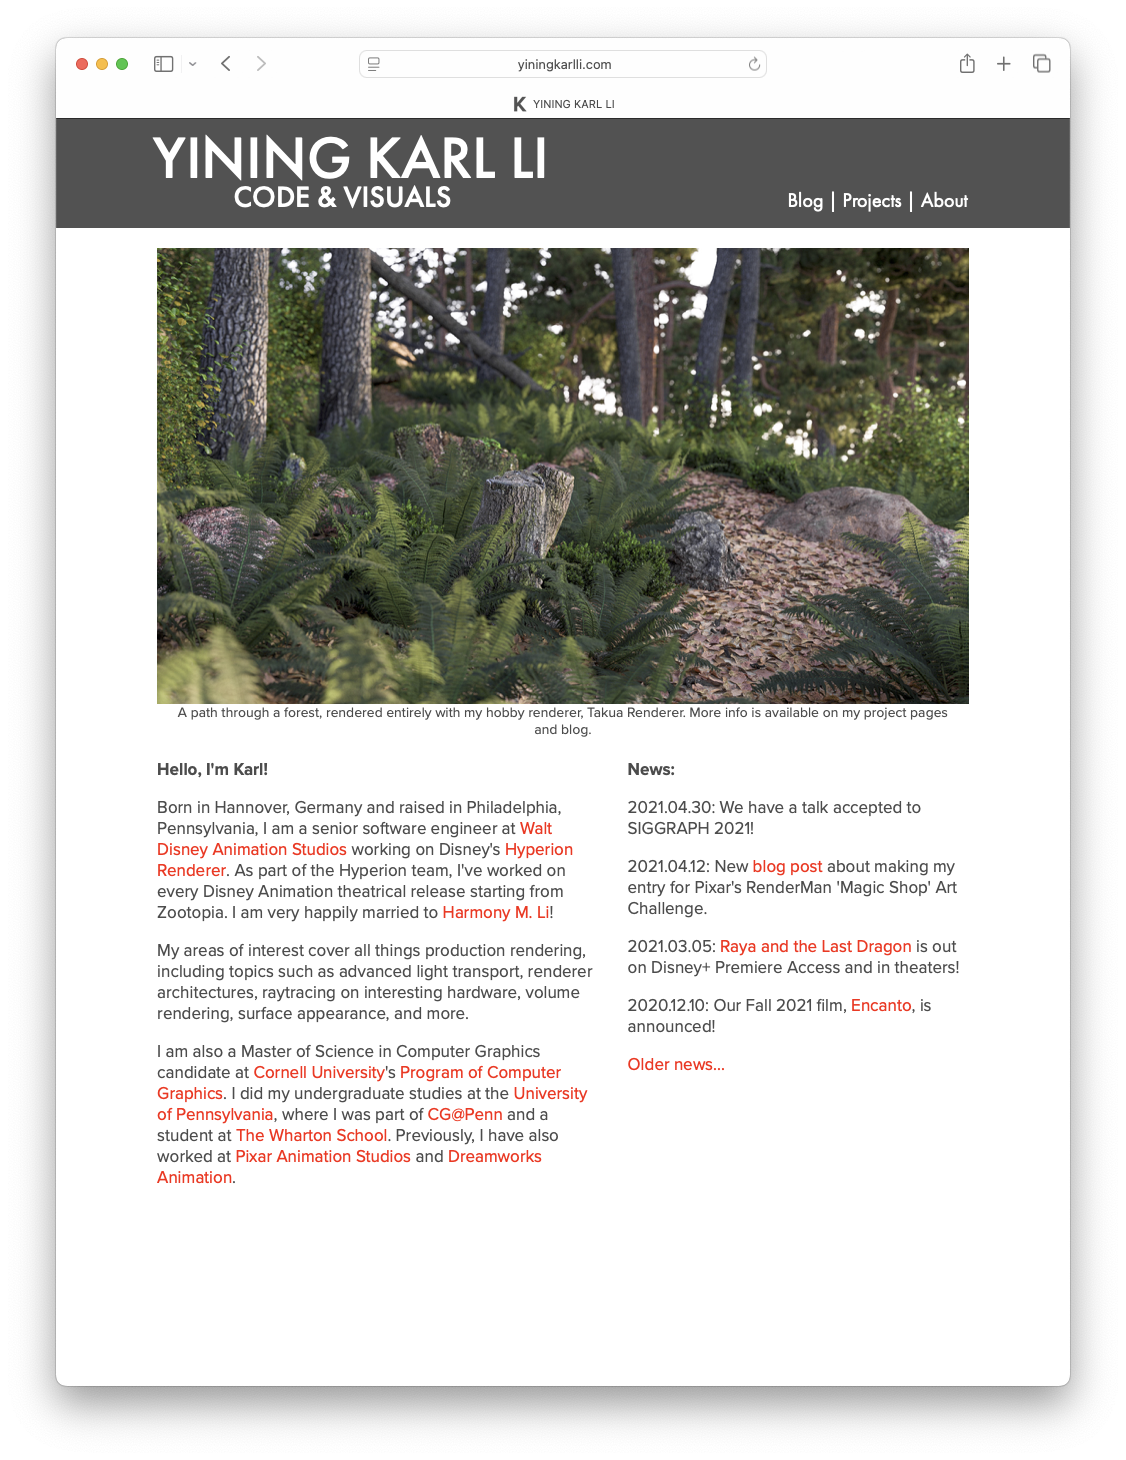 yiningkarlli.com
K YINING KARL LI
YINING KARL LI
CODE & VISUALS
Blog | Projects | About
A path through a forest, rendered entirely with my hobby renderer, Takua Renderer. More info is available on my project pages
and blog.
Hello, I'm Karl!
Born in Hannover, Germany and raised in Philadelphia,
Pennsylvania, I am a senior software engineer at Walt
Disney Animation Studios working on Disney's Hyperion
Renderer. As part of the Hyperion team, I've worked on
every Disney Animation theatrical release starting from
Zootopia. I am very happily married to Harmony M. Li!
My areas of interest cover all things production rendering,
including topics such as advanced light transport, renderer
architectures, raytracing on interesting hardware, volume
rendering, surface appearance, and more.
I am also a Master of Science in Computer Graphics
candidate at Cornell University's Program of Computer
Graphics. I did my undergraduate studies at the University
of Pennsylvania, where I was part of CG@Penn and a
student at The Wharton School. Previously, I have also
worked at Pixar Animation Studios and Dreamworks
Animation.
News:
2021.04.30: We have a talk accepted to
SIGGRAPH 2021!
2021.04.12: New blog post about making my
entry for Pixar's RenderMan 'Magic Shop' Art
Challenge.
2021.03.05: Raya and the Last Dragon is out
on Disney+ Premiere Access and in theaters!
2020.12.10: Our Fall 2021 film, Encanto, is
announced!
Older news...